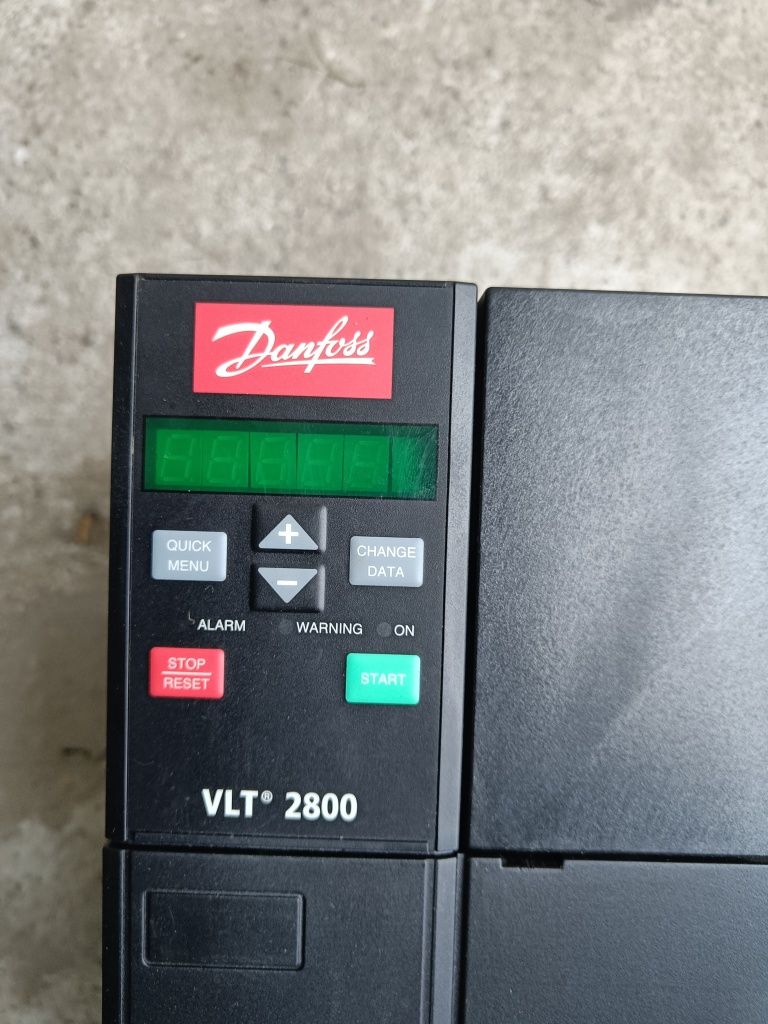 Danfoss
+
QUICK
MENU
CHANGE
DATA
−
ALARM
WARNING
ON
STOP
RESET
START
VLT® 2800